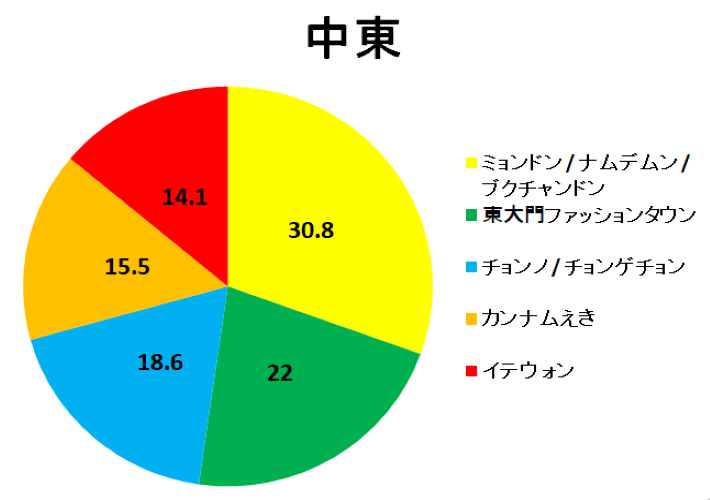 中東
ミョンドン/ナムデムン/
ブクチャンドン
東大門ファッションタウン
チョンノ/チョンゲチョン
カンナムえき
イテウォン
14.1
30.8
15.5
18.6
22